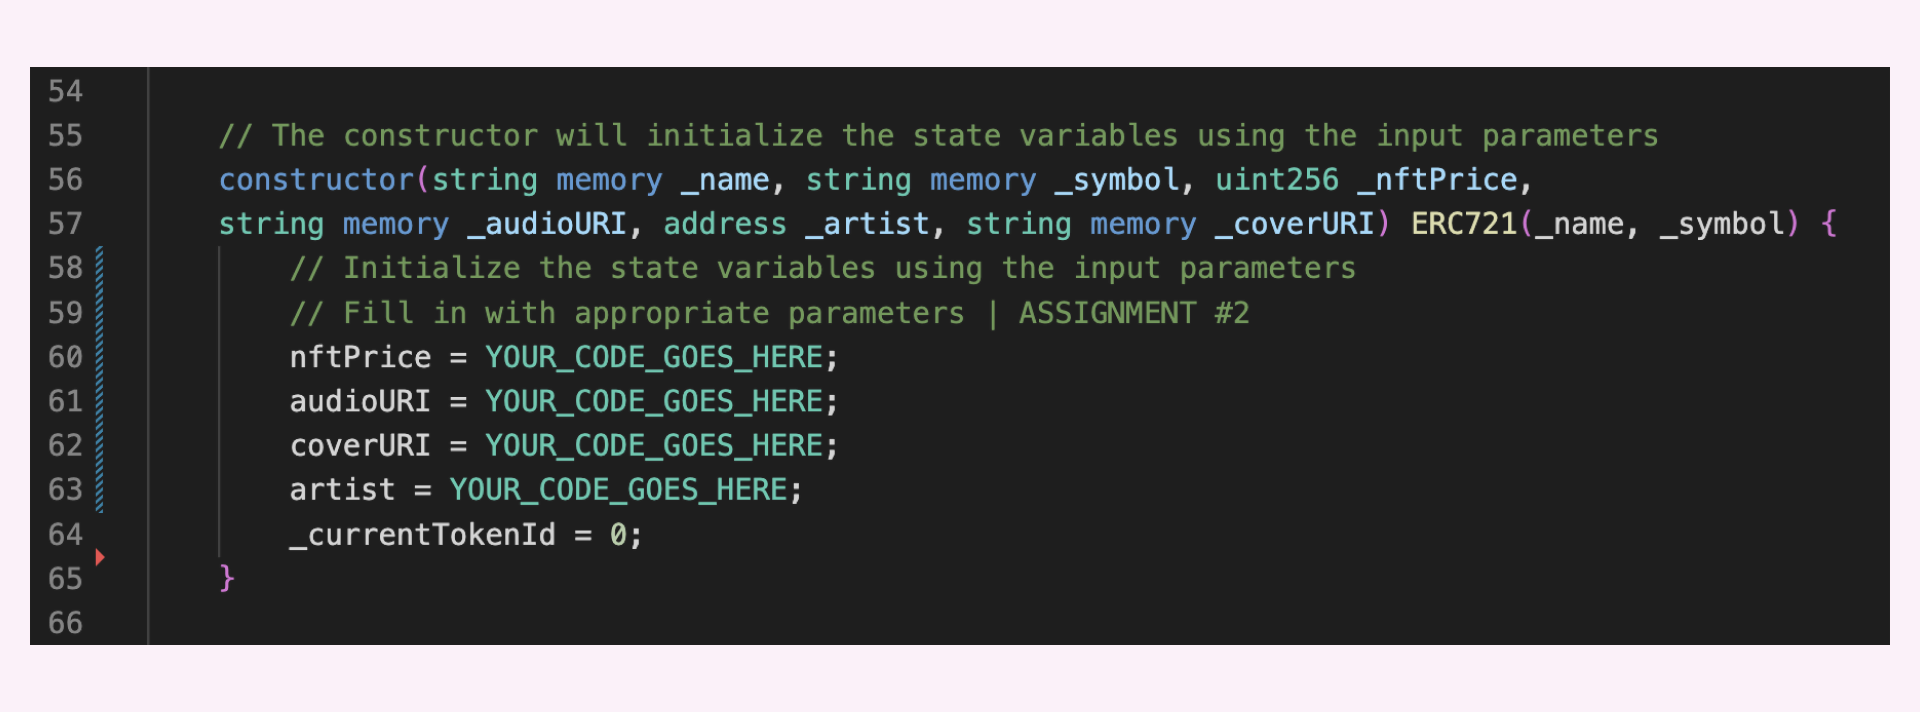 54
55 // The constructor will initialize the state variables using the input parameters
56 constructor(string memory _name, string memory _symbol, uint256 _nftPrice,
57 string memory _audioURI, address _artist, string memory _coverURI) ERC721(_name, _symbol) {
58 // Initialize the state variables using the input parameters
59 // Fill in with appropriate parameters | ASSIGNMENT #2
60 nftPrice = YOUR_CODE_GOES_HERE;
61 audioURI = YOUR_CODE_GOES_HERE;
62 coverURI = YOUR_CODE_GOES_HERE;
63 artist = YOUR_CODE_GOES_HERE;
64 _currentTokenId = 0;
65 }
66